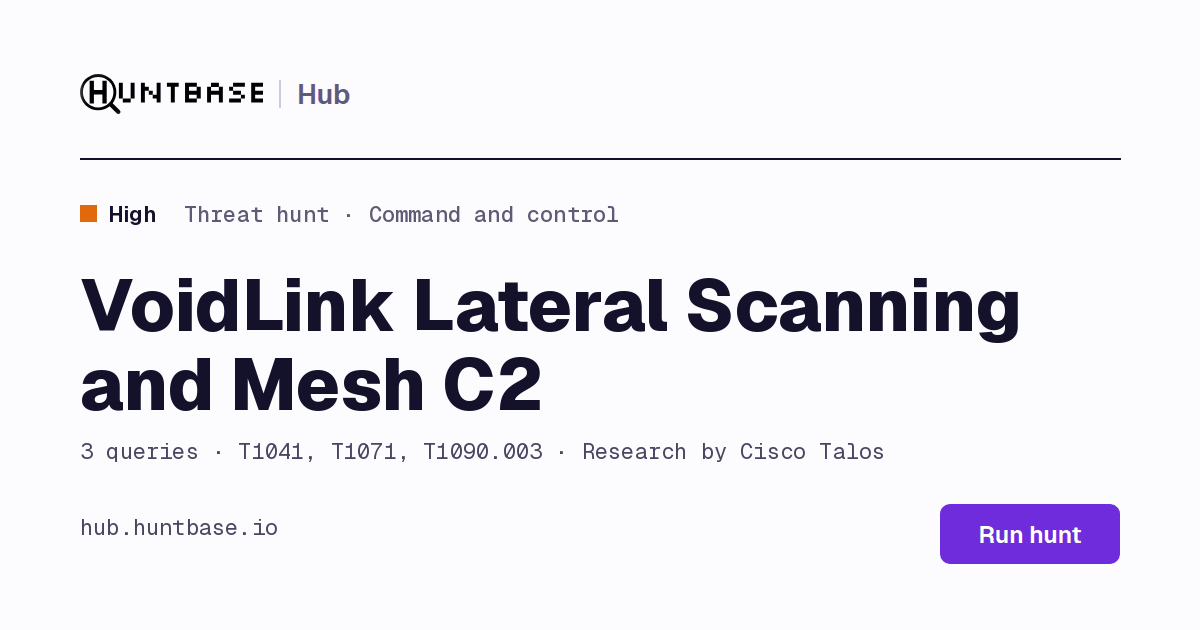 HUNTBASE Hub
High Threat hunt · Command and control
VoidLink Lateral Scanning
and Mesh C2
3 queries · T1041, T1071, T1090.003 · Research by Cisco Talos
hub.huntbase.io
Run hunt